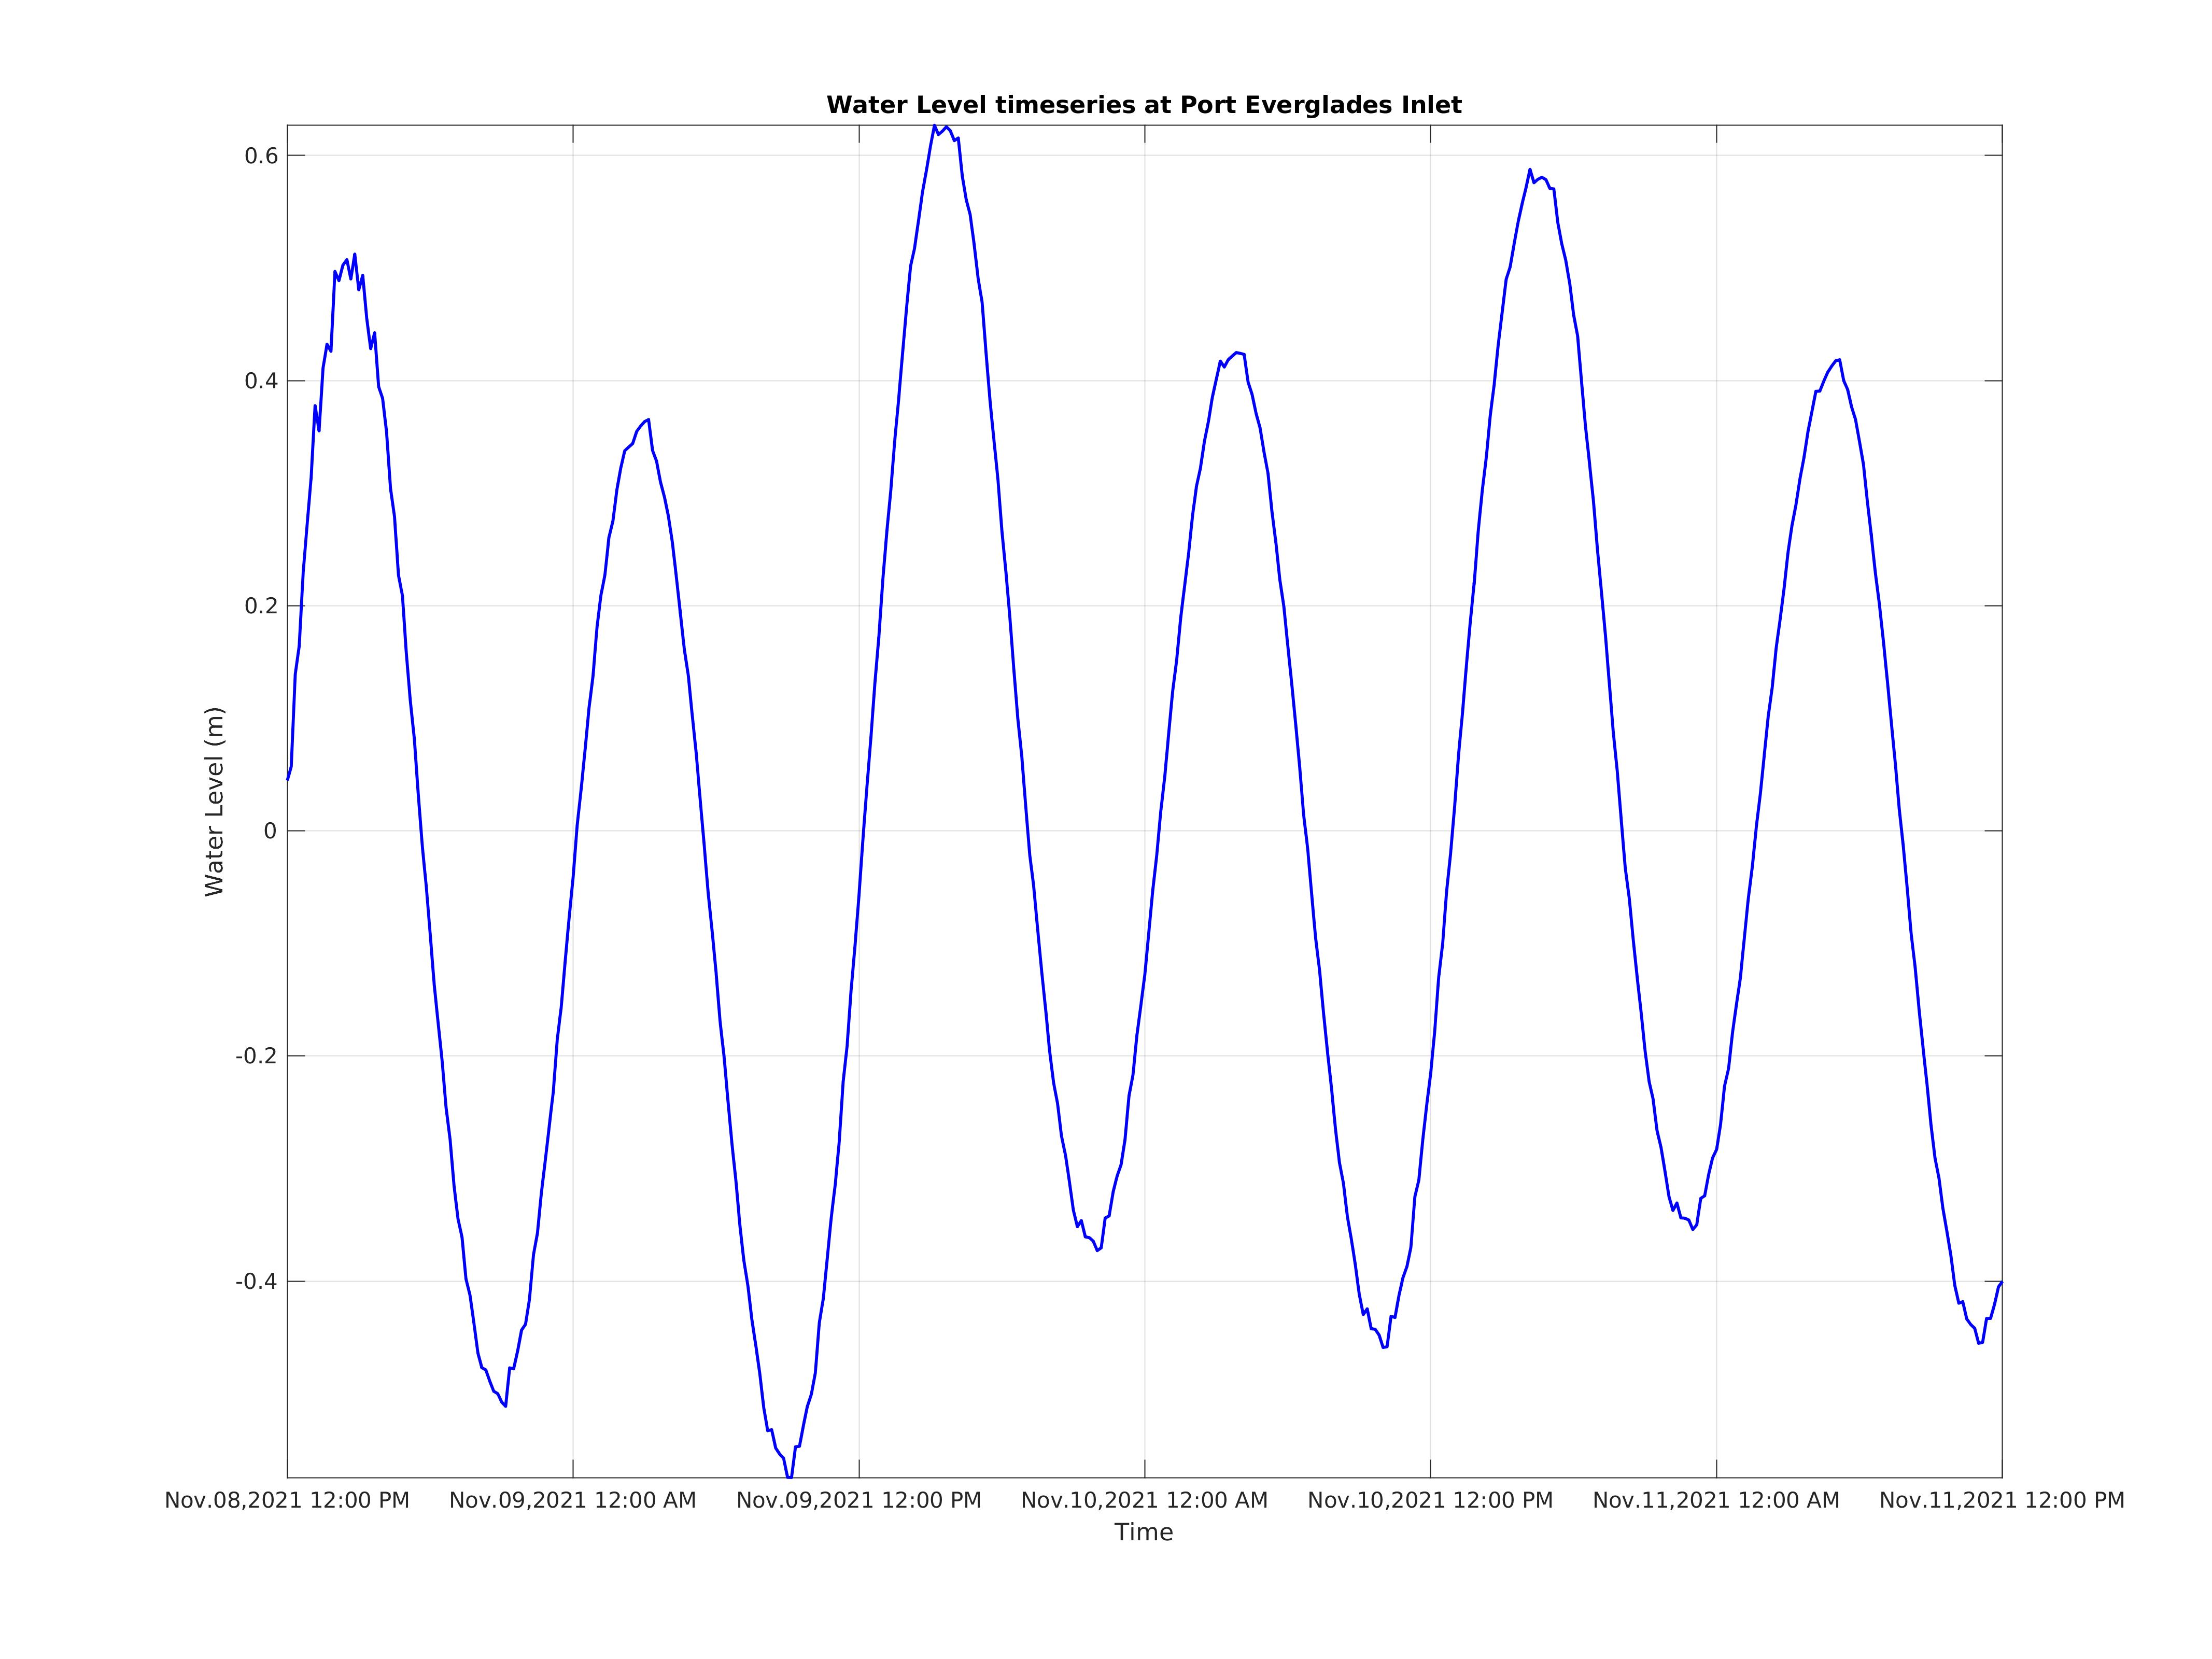 Water Level timeseries at Port Everglades Inlet
0.6
0.4
0.2
0
-0.2
-0.4
Water Level (m)
Nov.08,2021 12:00 PM Nov.09,2021 12:00 AM Nov.09,2021 12:00 PM Nov.10,2021 12:00 AM Nov.10,2021 12:00 PM Nov.11,2021 12:00 AM Nov.11,2021 12:00 PM
Time